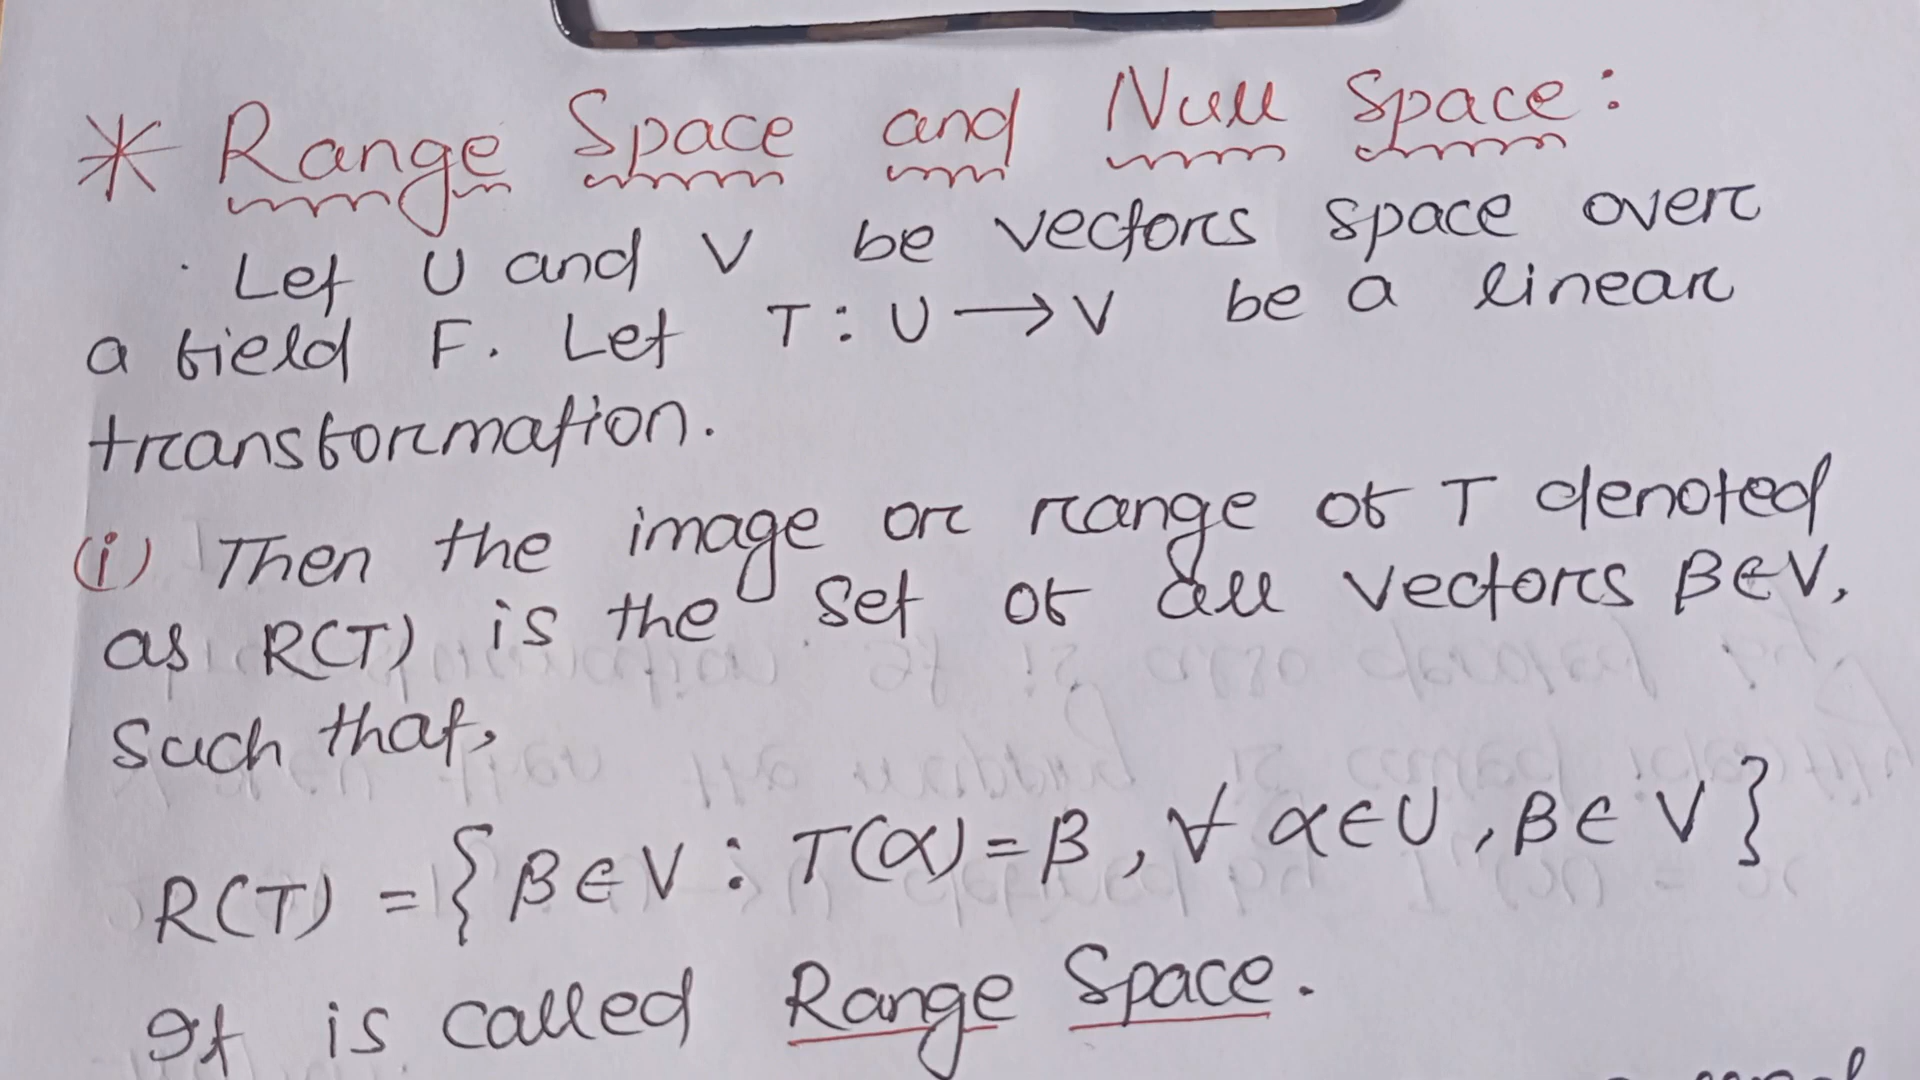 * Range Space and Null Space:
Let U and V be vectors space over
a field F. Let T : U → V be a linear
transformation.
(i) Then the image or range of T denoted
as R(T) is the set of all vectors β∈V,
Such that,
R(T) = { β∈V : T(α) = β, ∀ α∈U, β∈V }
It is called Range Space.